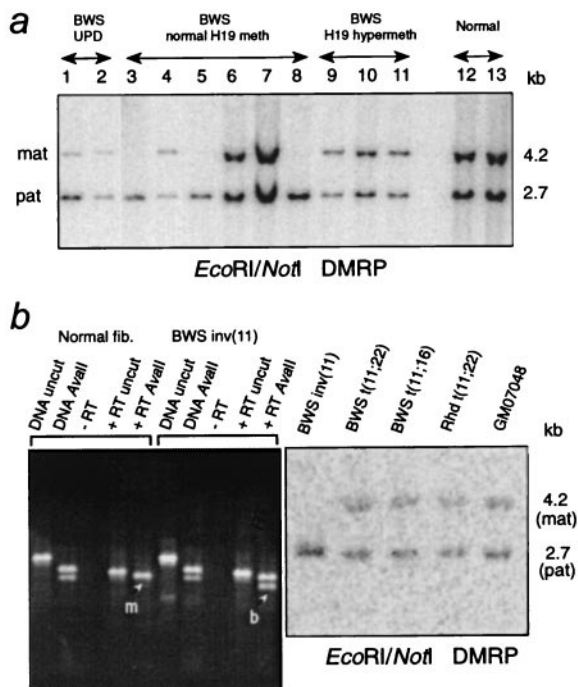 a
BWS UPD
BWS normal H19 meth
BWS H19 hypermeth
Normal
1 2 3 4 5 6 7 8 9 10 11 12 13 kb
mat 4.2
pat 2.7
EcoRI/NotI DMRP
b
Normal fib. BWS inv(11)
DNA uncut
DNA AvaII
- RT
+ RT uncut
+ RT AvaII
DNA uncut
DNA AvaII
- RT
+ RT uncut
+ RT AvaII
BWS inv(11)
BWS t(11;22)
BWS t(11;16)
Rhd t(11;22)
GM07048
kb
4.2
(mat)
2.7
(pat)
m
b
EcoRI/NotI DMRP